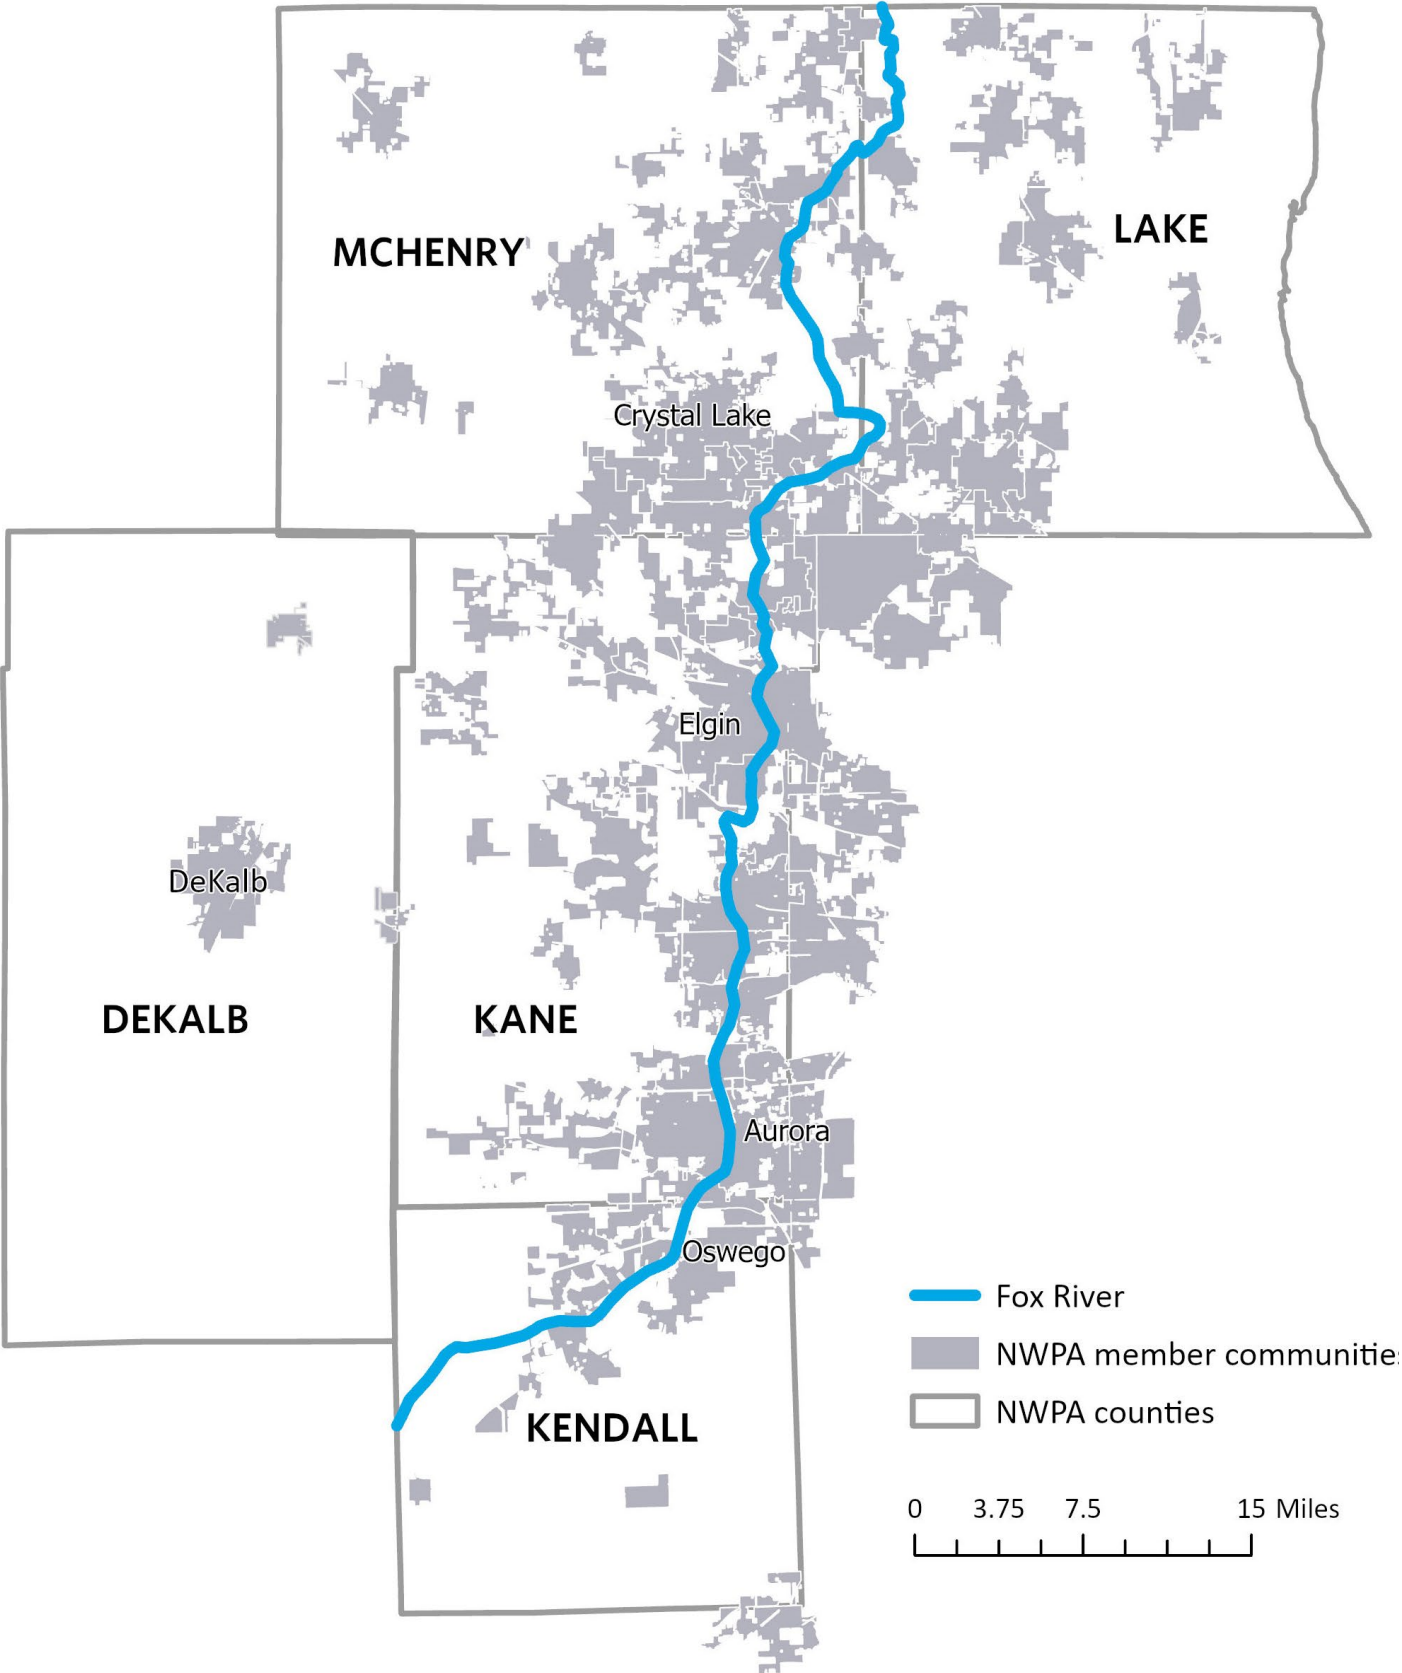 MCHENRY
LAKE
Crystal Lake
Elgin
DeKalb
DEKALB
KANE
Aurora
Oswego
KENDALL
Fox River
NWPA member communities
NWPA counties
0 3.75 7.5 15 Miles